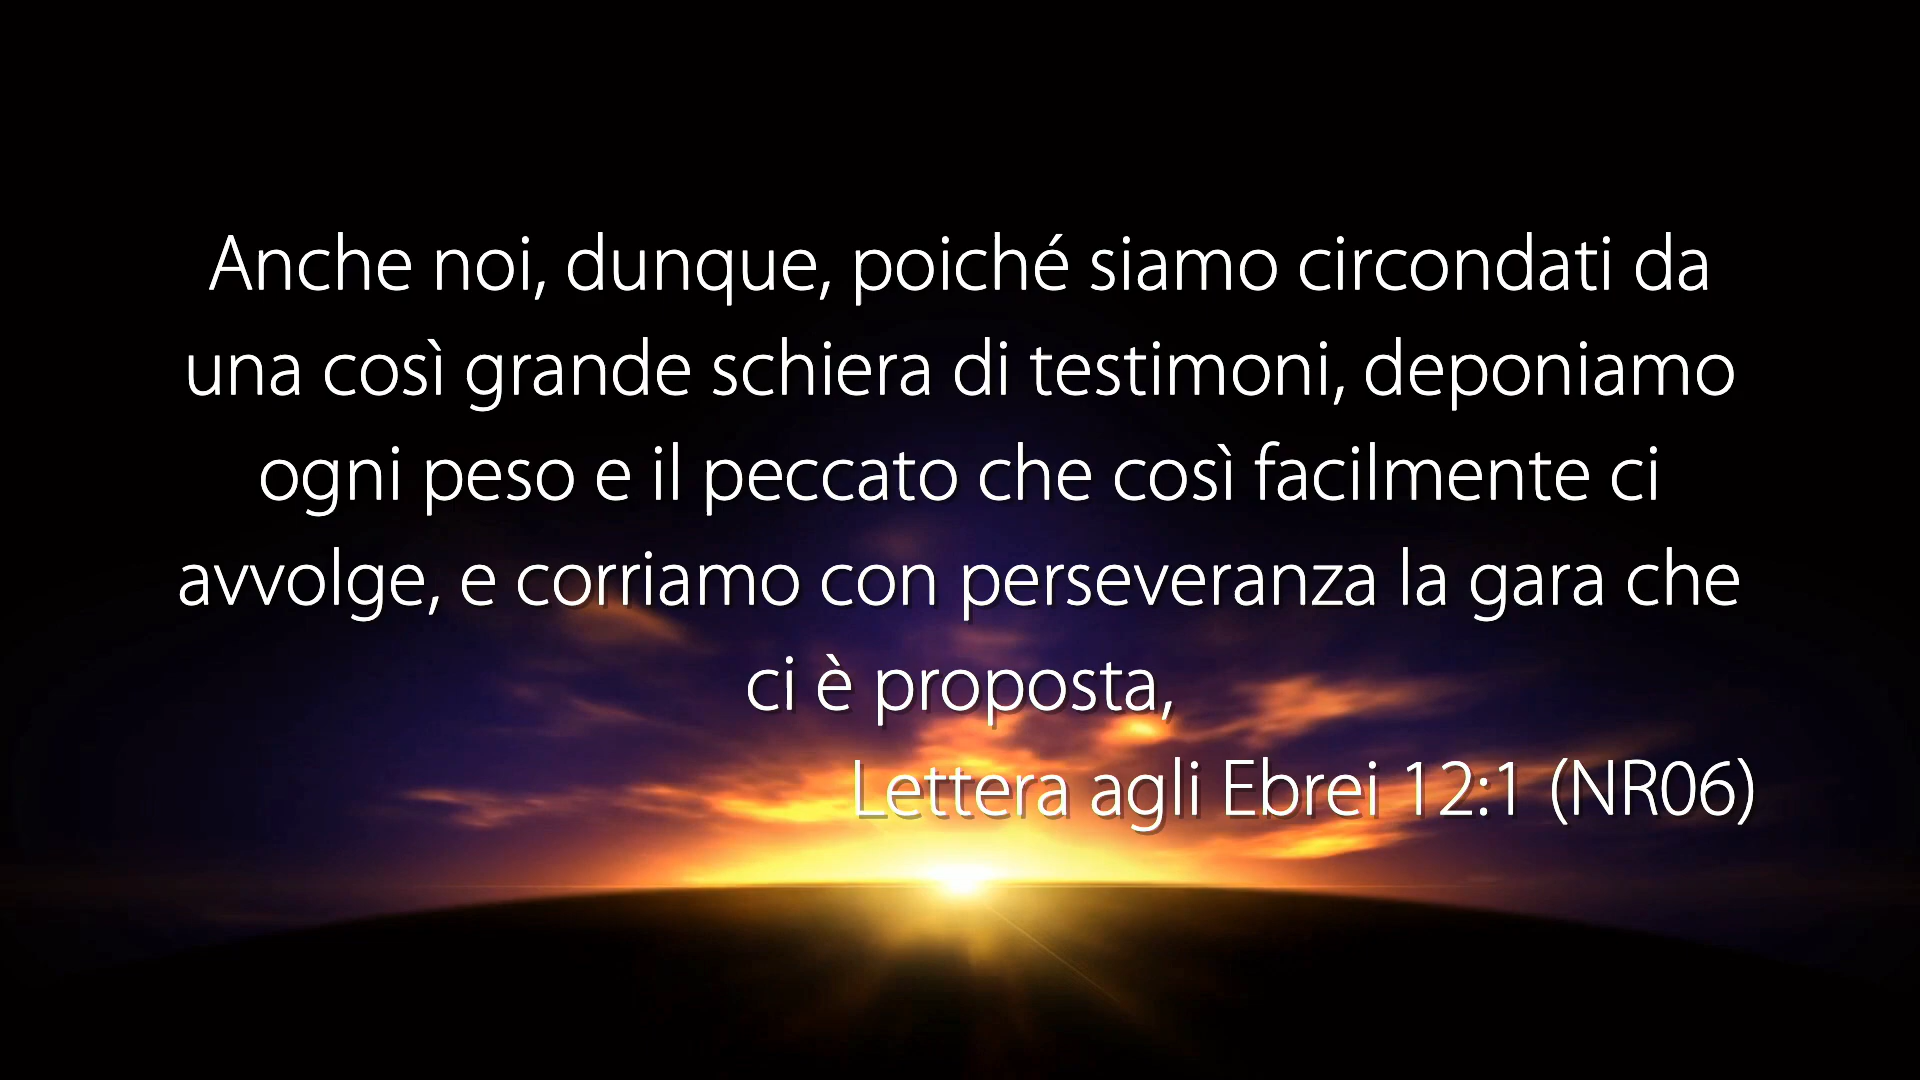 Anche noi, dunque, poiché siamo circondati da
una così grande schiera di testimoni, deponiamo
ogni peso e il peccato che così facilmente ci
avvolge, e corriamo con perseveranza la gara che
ci è proposta,
Lettera agli Ebrei 12:1 (NR06)